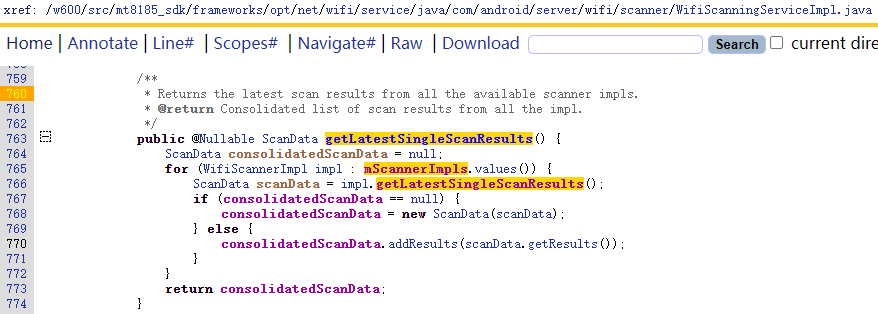 xref: /w600/src/mt8185_sdk/frameworks/opt/net/wifi/service/java/com/android/server/wifi/scanner/WifiScanningServiceImpl.java
Home | Annotate | Line# | Scopes# | Navigate# | Raw | Download Search current dire
759 /**
760 * Returns the latest scan results from all the available scanner impls.
761 * @return Consolidated list of scan results from all the impl.
762 */
763 public @Nullable ScanData getLatestSingleScanResults() {
764 ScanData consolidatedScanData = null;
765 for (WifiScannerImpl impl : mScannerImpls.values()) {
766 ScanData scanData = impl.getLatestSingleScanResults();
767 if (consolidatedScanData == null) {
768 consolidatedScanData = new ScanData(scanData);
769 } else {
770 consolidatedScanData.addResults(scanData.getResults());
771 }
772 }
773 return consolidatedScanData;
774 }